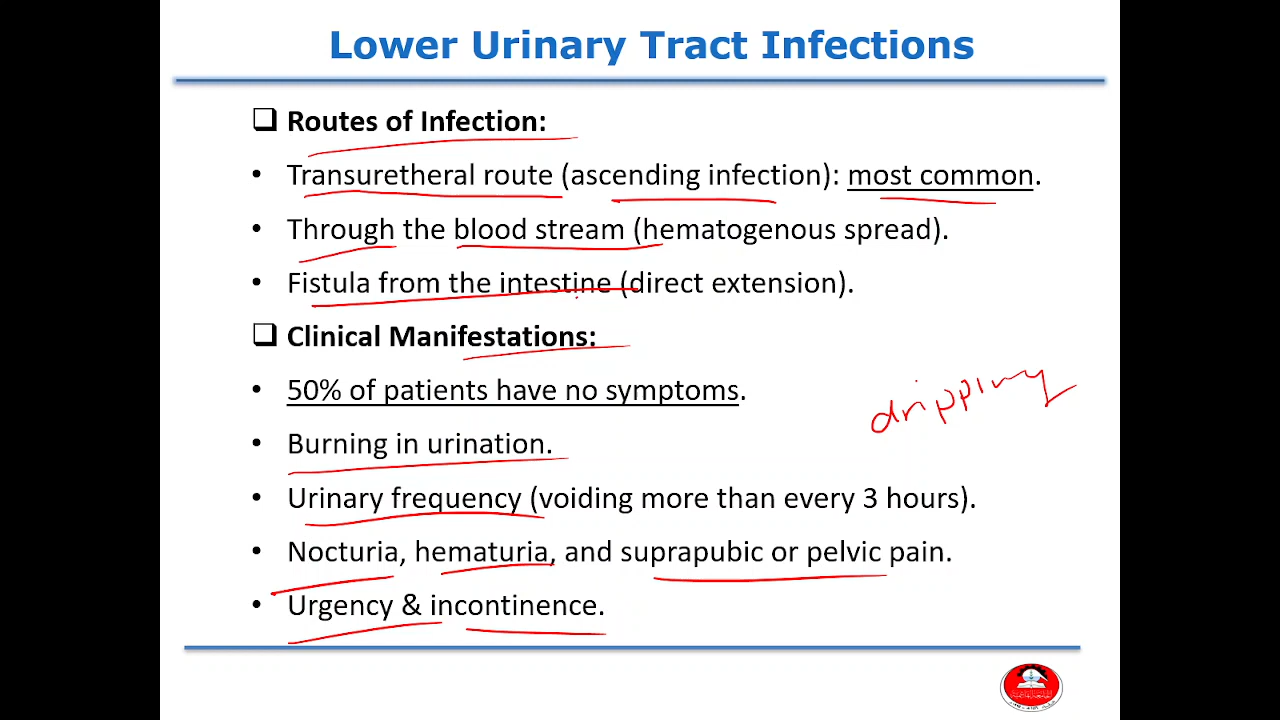 Lower Urinary Tract Infections
❑ Routes of Infection:
• Transuretheral route (ascending infection): most common.
• Through the blood stream (hematogenous spread).
• Fistula from the intestine (direct extension).
❑ Clinical Manifestations:
• 50% of patients have no symptoms.
dripping
• Burning in urination.
• Urinary frequency (voiding more than every 3 hours).
• Nocturia, hematuria, and suprapubic or pelvic pain.
• Urgency & incontinence.